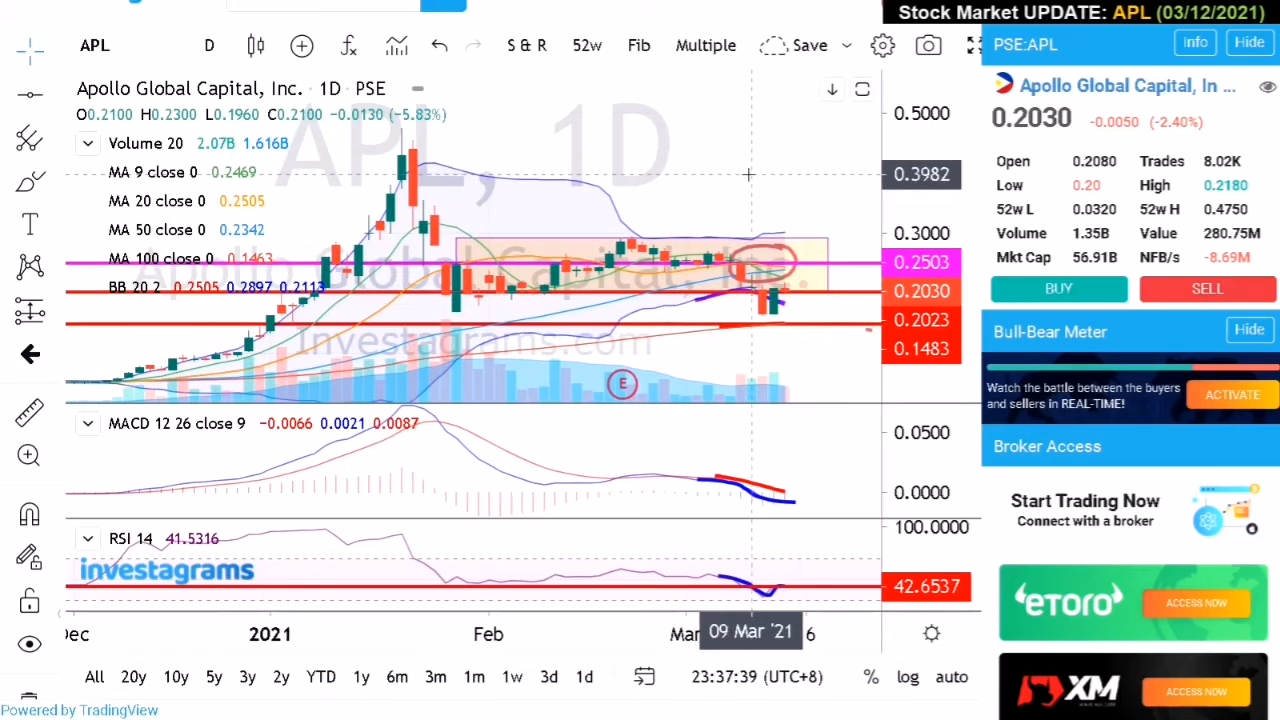 Stock Market UPDATE: APL (03/12/2021)
APL D S & R 52w Fib Multiple Save
PSE:APL Info Hide
Apollo Global Capital, Inc. · 1D · PSE
O0.2100 H0.2300 L0.1960 C0.2100 −0.0130 (−5.83%)
Volume 20 2.07B 1.616B
MA 9 close 0 0.2469
MA 20 close 0 0.2505
MA 50 close 0 0.2342
MA 100 close 0 0.1463
BB 20 2 0.2505 0.2897 0.2113
APL, 1D
Apollo Global Capital, Inc.
Investagrams.com
E
0.5000
0.3982
0.3000
0.2503
0.2030
0.2023
0.1483
MACD 12 26 close 9 −0.0066 0.0021 0.0087
0.0500
0.0000
RSI 14 41.5316
100.0000
investagrams
42.6537
Dec 2021 Feb Mar 09 Mar '21 6
All 20y 10y 5y 3y 2y YTD 1y 6m 3m 1m 1w 3d 1d 23:37:39 (UTC+8) % log auto
Powered by TradingView
Apollo Global Capital, In ...
0.2030 -0.0050 (-2.40%)
Open 0.2080 Trades 8.02K
Low 0.20 High 0.2180
52w L 0.0320 52w H 0.4750
Volume 1.35B Value 280.75M
Mkt Cap 56.91B NFB/s -8.69M
BUY SELL
Bull-Bear Meter Hide
Watch the battle between the buyers
and sellers in REAL-TIME!
ACTIVATE
Broker Access
Start Trading Now
Connect with a broker
eToro ACCESS NOW
XM ACCESS NOW